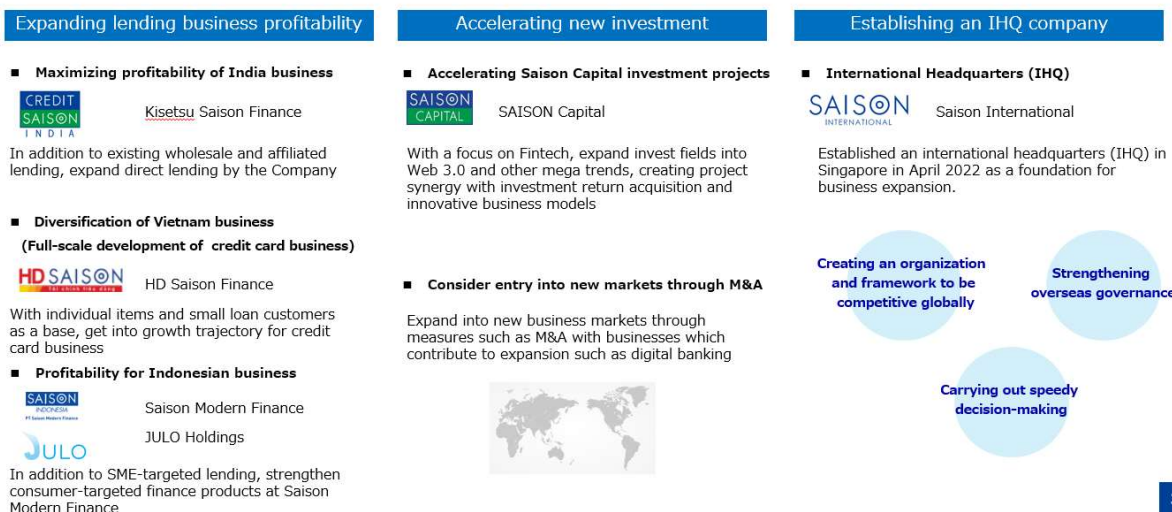 Expanding lending business profitability
■ Maximizing profitability of India business
CREDIT
SAISON
INDIA
Kisetsu Saison Finance
In addition to existing wholesale and affiliated
lending, expand direct lending by the Company
■ Diversification of Vietnam business
(Full-scale development of credit card business)
HD SAISON
Tài chính tiêu dùng
HD Saison Finance
With individual items and small loan customers
as a base, get into growth trajectory for credit
card business
■ Profitability for Indonesian business
SAISON
INDONESIA
PT Saison Modern Finance
Saison Modern Finance
JULO
JULO Holdings
In addition to SME-targeted lending, strengthen
consumer-targeted finance products at Saison
Modern Finance
Accelerating new investment
■ Accelerating Saison Capital investment projects
SAISON
CAPITAL
SAISON Capital
With a focus on Fintech, expand invest fields into
Web 3.0 and other mega trends, creating project
synergy with investment return acquisition and
innovative business models
■ Consider entry into new markets through M&A
Expand into new business markets through
measures such as M&A with businesses which
contribute to expansion such as digital banking
Establishing an IHQ company
■ International Headquarters (IHQ)
SAISON
INTERNATIONAL
Saison International
Established an international headquarters (IHQ) in
Singapore in April 2022 as a foundation for
business expansion.
Creating an organization
and framework to be
competitive globally
Strengthening
overseas governance
Carrying out speedy
decision-making